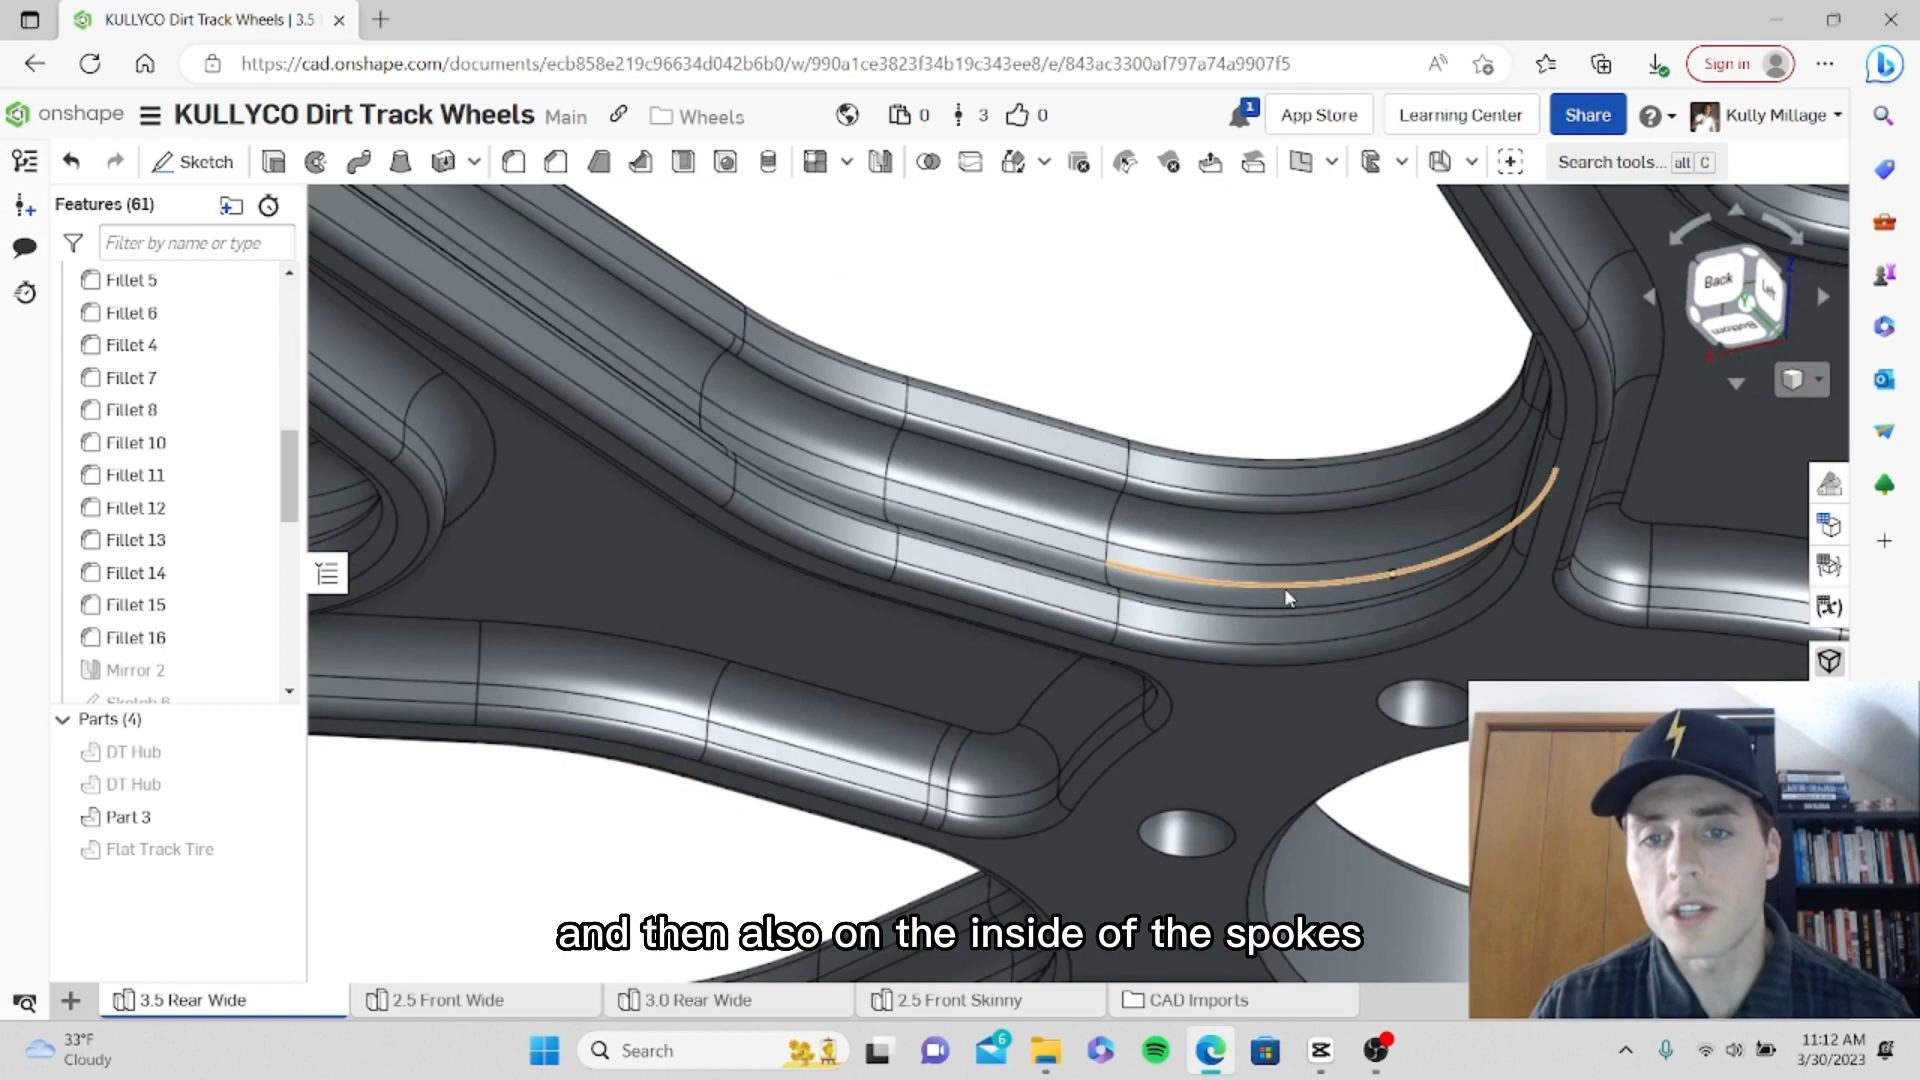 KULLYCO Dirt Track Wheels | 3.5
https://cad.onshape.com/documents/ecb858e219c96634d042b6b0/w/990a1ce3823f34b19c343ee8/e/843ac3300af797a74a9907f5
Sign in
onshape
KULLYCO Dirt Track Wheels
Main
Wheels
0
3
0
1
App Store
Learning Center
Share
Kully Millage
Sketch
Search tools...
alt
C
Features (61)
Filter by name or type
Fillet 5
Fillet 6
Fillet 4
Fillet 7
Fillet 8
Fillet 10
Fillet 11
Fillet 12
Fillet 13
Fillet 14
Fillet 15
Fillet 16
Mirror 2
Sketch 6
Parts (4)
DT Hub
DT Hub
Part 3
Flat Track Tire
Back
Left
Bottom
Z
Y
X
and then also on the inside of the spokes
3.5 Rear Wide
2.5 Front Wide
3.0 Rear Wide
2.5 Front Skinny
CAD Imports
33°F
Cloudy
Search
6
11:12 AM
3/30/2023